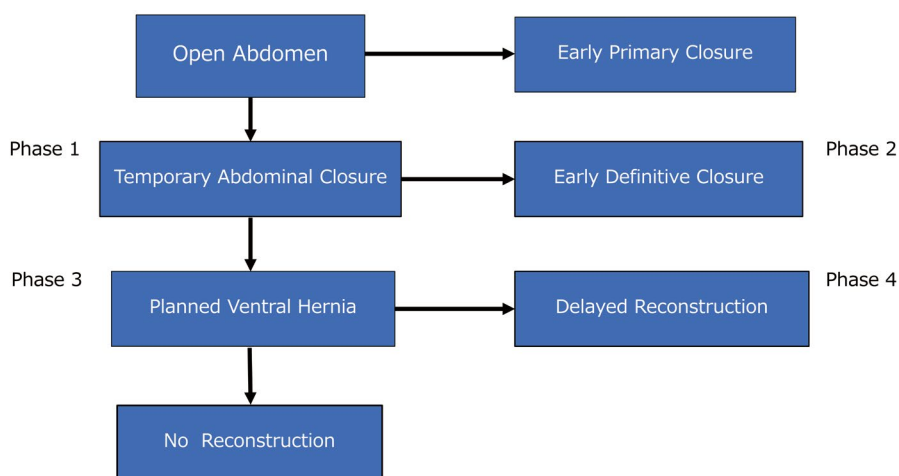 Open Abdomen
Early Primary Closure
Phase 1
Temporary Abdominal Closure
Early Definitive Closure
Phase 2
Phase 3
Planned Ventral Hernia
Delayed Reconstruction
Phase 4
No Reconstruction